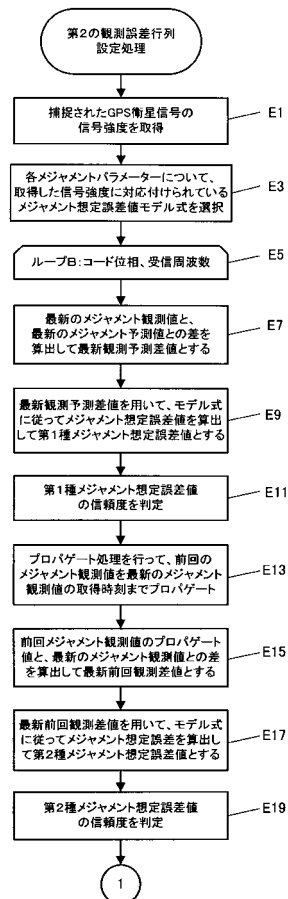 第2の観測誤差行列
設定処理
捕捉されたGPS衛星信号の
信号強度を取得
E1
各メジャメントパラメーターについて、
取得した信号強度に対応付けられている
メジャメント想定誤差値モデル式を選択
E3
ループB:コード位相、受信周波数
E5
最新のメジャメント観測値と、
最新のメジャメント予測値との差を
算出して最新観測予測差値とする
E7
最新観測予測差値を用いて、モデル式
に従ってメジャメント想定誤差値を算出
して第1種メジャメント想定誤差値とする
E9
第1種メジャメント想定誤差値
の信頼度を判定
E11
プロパゲート処理を行って、前回の
メジャメント観測値を最新のメジャメント
観測値の取得時刻までプロパゲート
E13
前回メジャメント観測値のプロパゲート
値と、最新のメジャメント観測値との差
を算出して最新前回観測差値とする
E15
最新前回観測差値を用いて、モデル式
に従ってメジャメント想定誤差を算出し
て第2種メジャメント想定誤差値とする
E17
第2種メジャメント想定誤差値
の信頼度を判定
E19
1